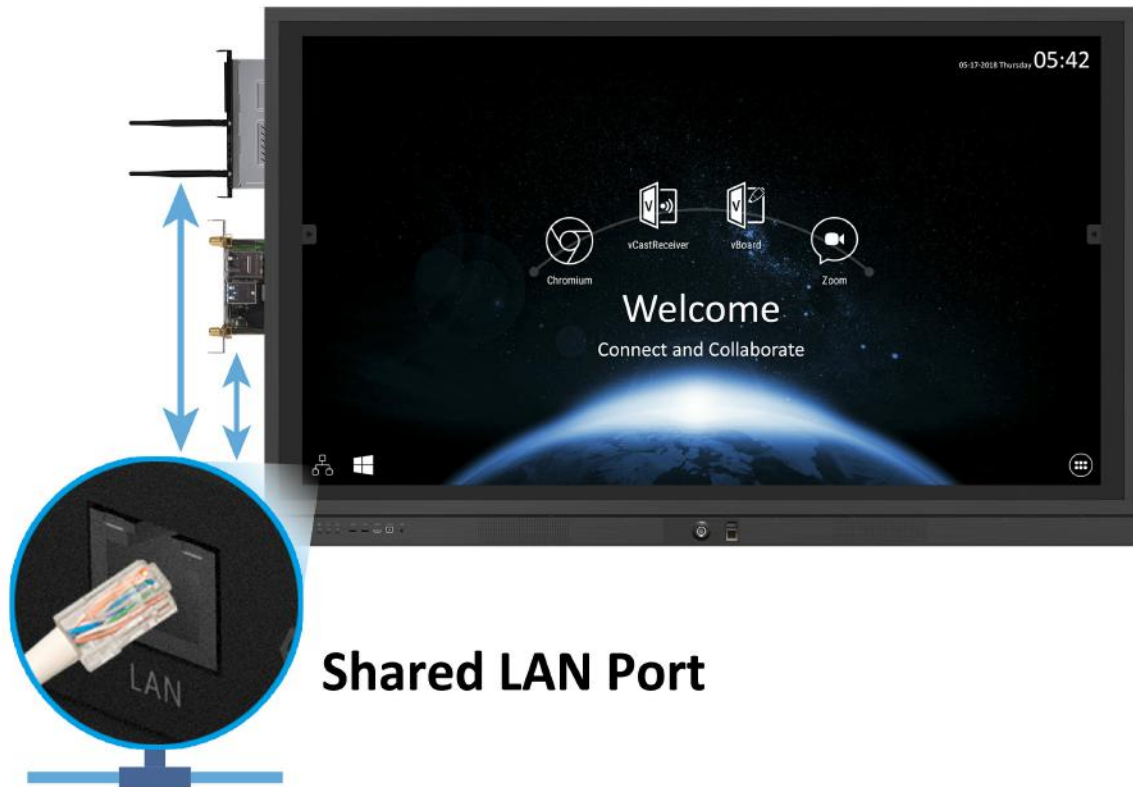 05-17-2018 Thursday 05:42
vCastReceiver
vBoard
Chromium
Zoom
Welcome
Connect and Collaborate
LAN
Shared LAN Port